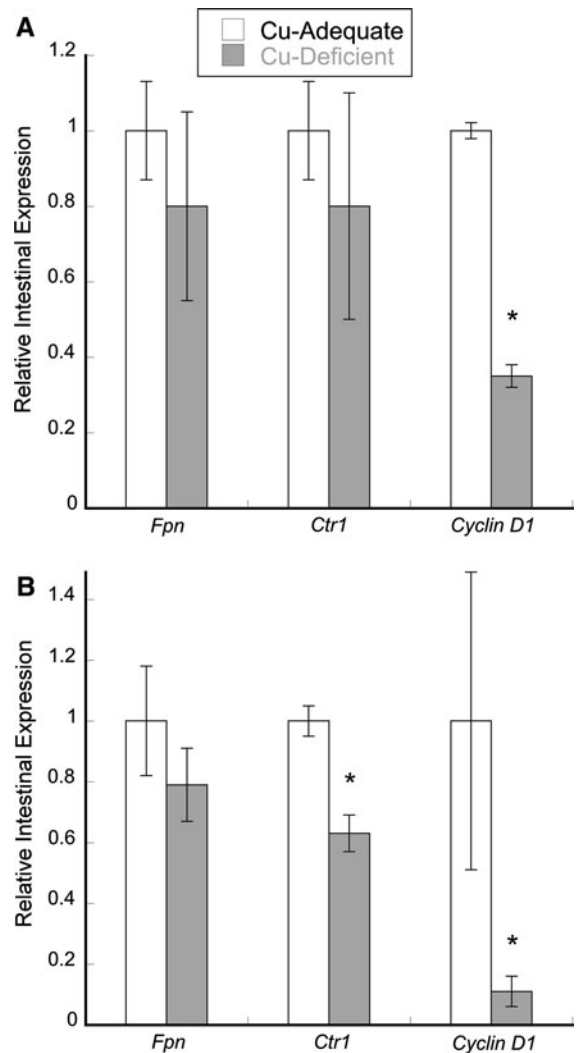 A
Cu-Adequate
Cu-Deficient
Relative Intestinal Expression
1.2
1
0.8
0.6
0.4
0.2
0
*
Fpn Ctr1 Cyclin D1
B
Relative Intestinal Expression
1.4
1.2
1
0.8
0.6
0.4
0.2
0
*
*
Fpn Ctr1 Cyclin D1